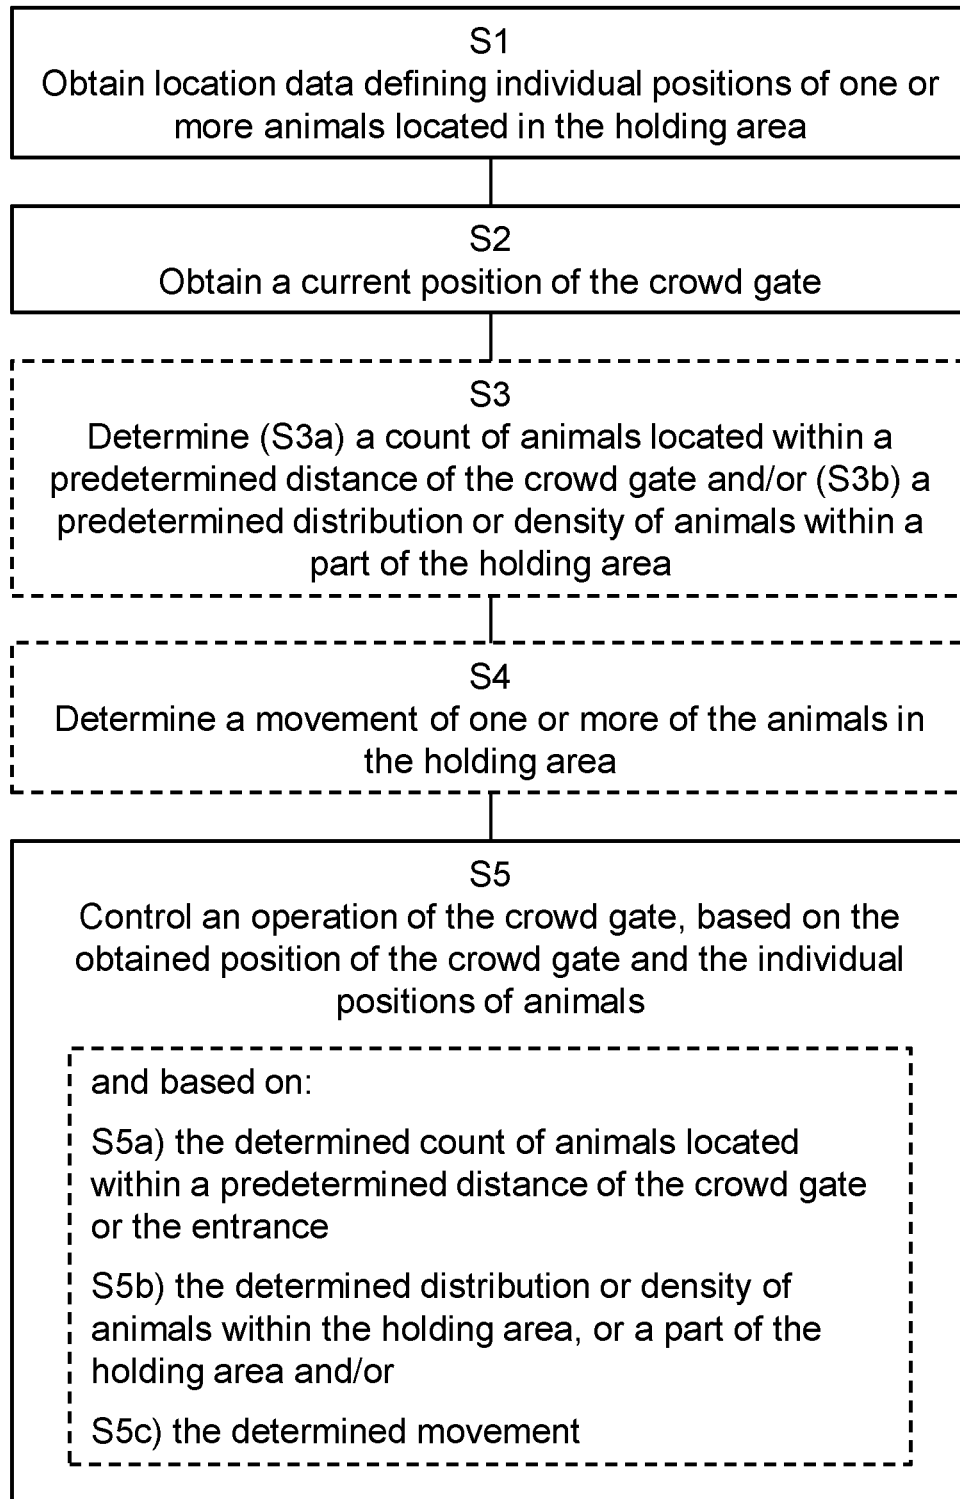 S1
Obtain location data defining individual positions of one or
more animals located in the holding area
S2
Obtain a current position of the crowd gate
S3
Determine (S3a) a count of animals located within a
predetermined distance of the crowd gate and/or (S3b) a
predetermined distribution or density of animals within a
part of the holding area
S4
Determine a movement of one or more of the animals in
the holding area
S5
Control an operation of the crowd gate, based on the
obtained position of the crowd gate and the individual
positions of animals
and based on:
S5a) the determined count of animals located
within a predetermined distance of the crowd gate
or the entrance
S5b) the determined distribution or density of
animals within the holding area, or a part of the
holding area and/or
S5c) the determined movement